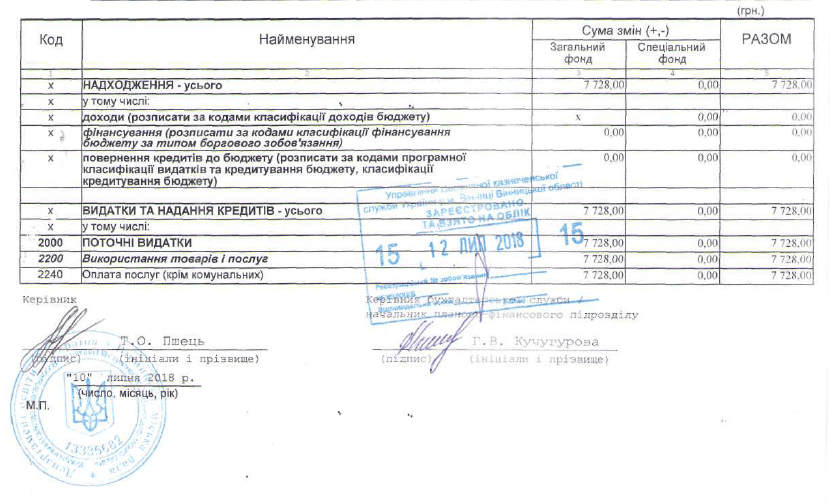 (грн.)
Код Найменування Сума змін (+,-) РАЗОМ
Загальний фонд Спеціальний фонд
1 2 3 4 5
х НАДХОДЖЕННЯ - усього 7 728,00 0,00 7 728,00
х у тому числі:
х доходи (розписати за кодами класифікації доходів бюджету) х 0,00 0,00
х фінансування (розписати за кодами класифікації фінансування 0,00 0,00 0,00
бюджету за типом боргового зобов'язання)
х повернення кредитів до бюджету (розписати за кодами програмної 0,00 0,00 0,00
класифікації видатків та кредитування бюджету, класифікації
кредитування бюджету)
Управління Державної казначейської
служби України у м. Вінниці Вінницької області
ЗАРЕЄСТРОВАНО
ТА ВЗЯТО НА ОБЛІК
15 12 ЛИП 2018 15
х ВИДАТКИ ТА НАДАННЯ КРЕДИТІВ - усього 7 728,00 0,00 7 728,00
х у тому числі:
2000 ПОТОЧНІ ВИДАТКИ 7 728,00 0,00 7 728,00
2200 Використання товарів і послуг 7 728,00 0,00 7 728,00
2240 Оплата послуг (крім комунальних) 7 728,00 0,00 7 728,00
Керівник Керівник бухгалтерської служби /
начальник планово-фінансового підрозділу
Т.О. Пшець Г.В. Кучугурова
(підпис) (ініціали і прізвище) (підпис) (ініціали і прізвище)
"10" липня 2018 р.
(число, місяць, рік)
М.П.
13336682